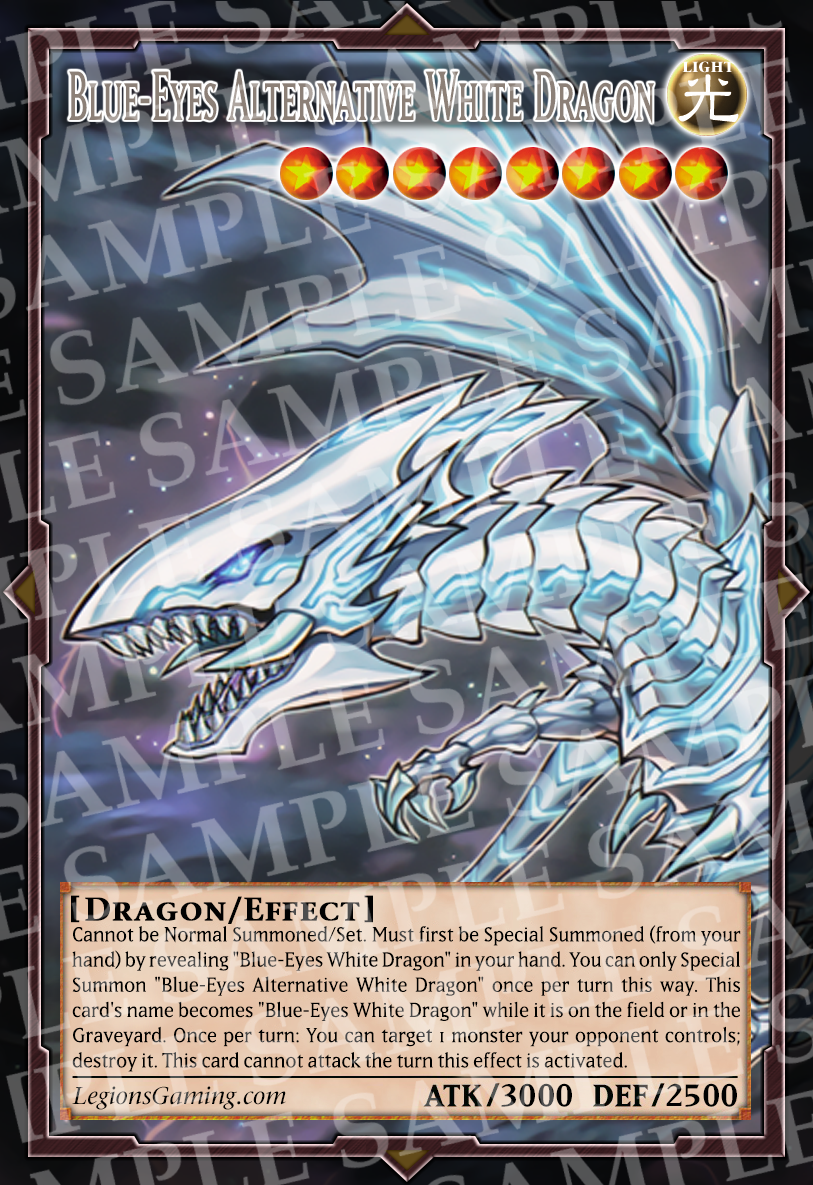 Blue-Eyes Alternative White Dragon
LIGHT
光
[Dragon/Effect]
Cannot be Normal Summoned/Set. Must first be Special Summoned (from your
hand) by revealing "Blue-Eyes White Dragon" in your hand. You can only Special
Summon "Blue-Eyes Alternative White Dragon" once per turn this way. This
card's name becomes "Blue-Eyes White Dragon" while it is on the field or in the
Graveyard. Once per turn: You can target 1 monster your opponent controls;
destroy it. This card cannot attack the turn this effect is activated.
LegionsGaming.com ATK/3000 DEF/2500
SAMPLE SAMPLE SAMPLE SAMPLE